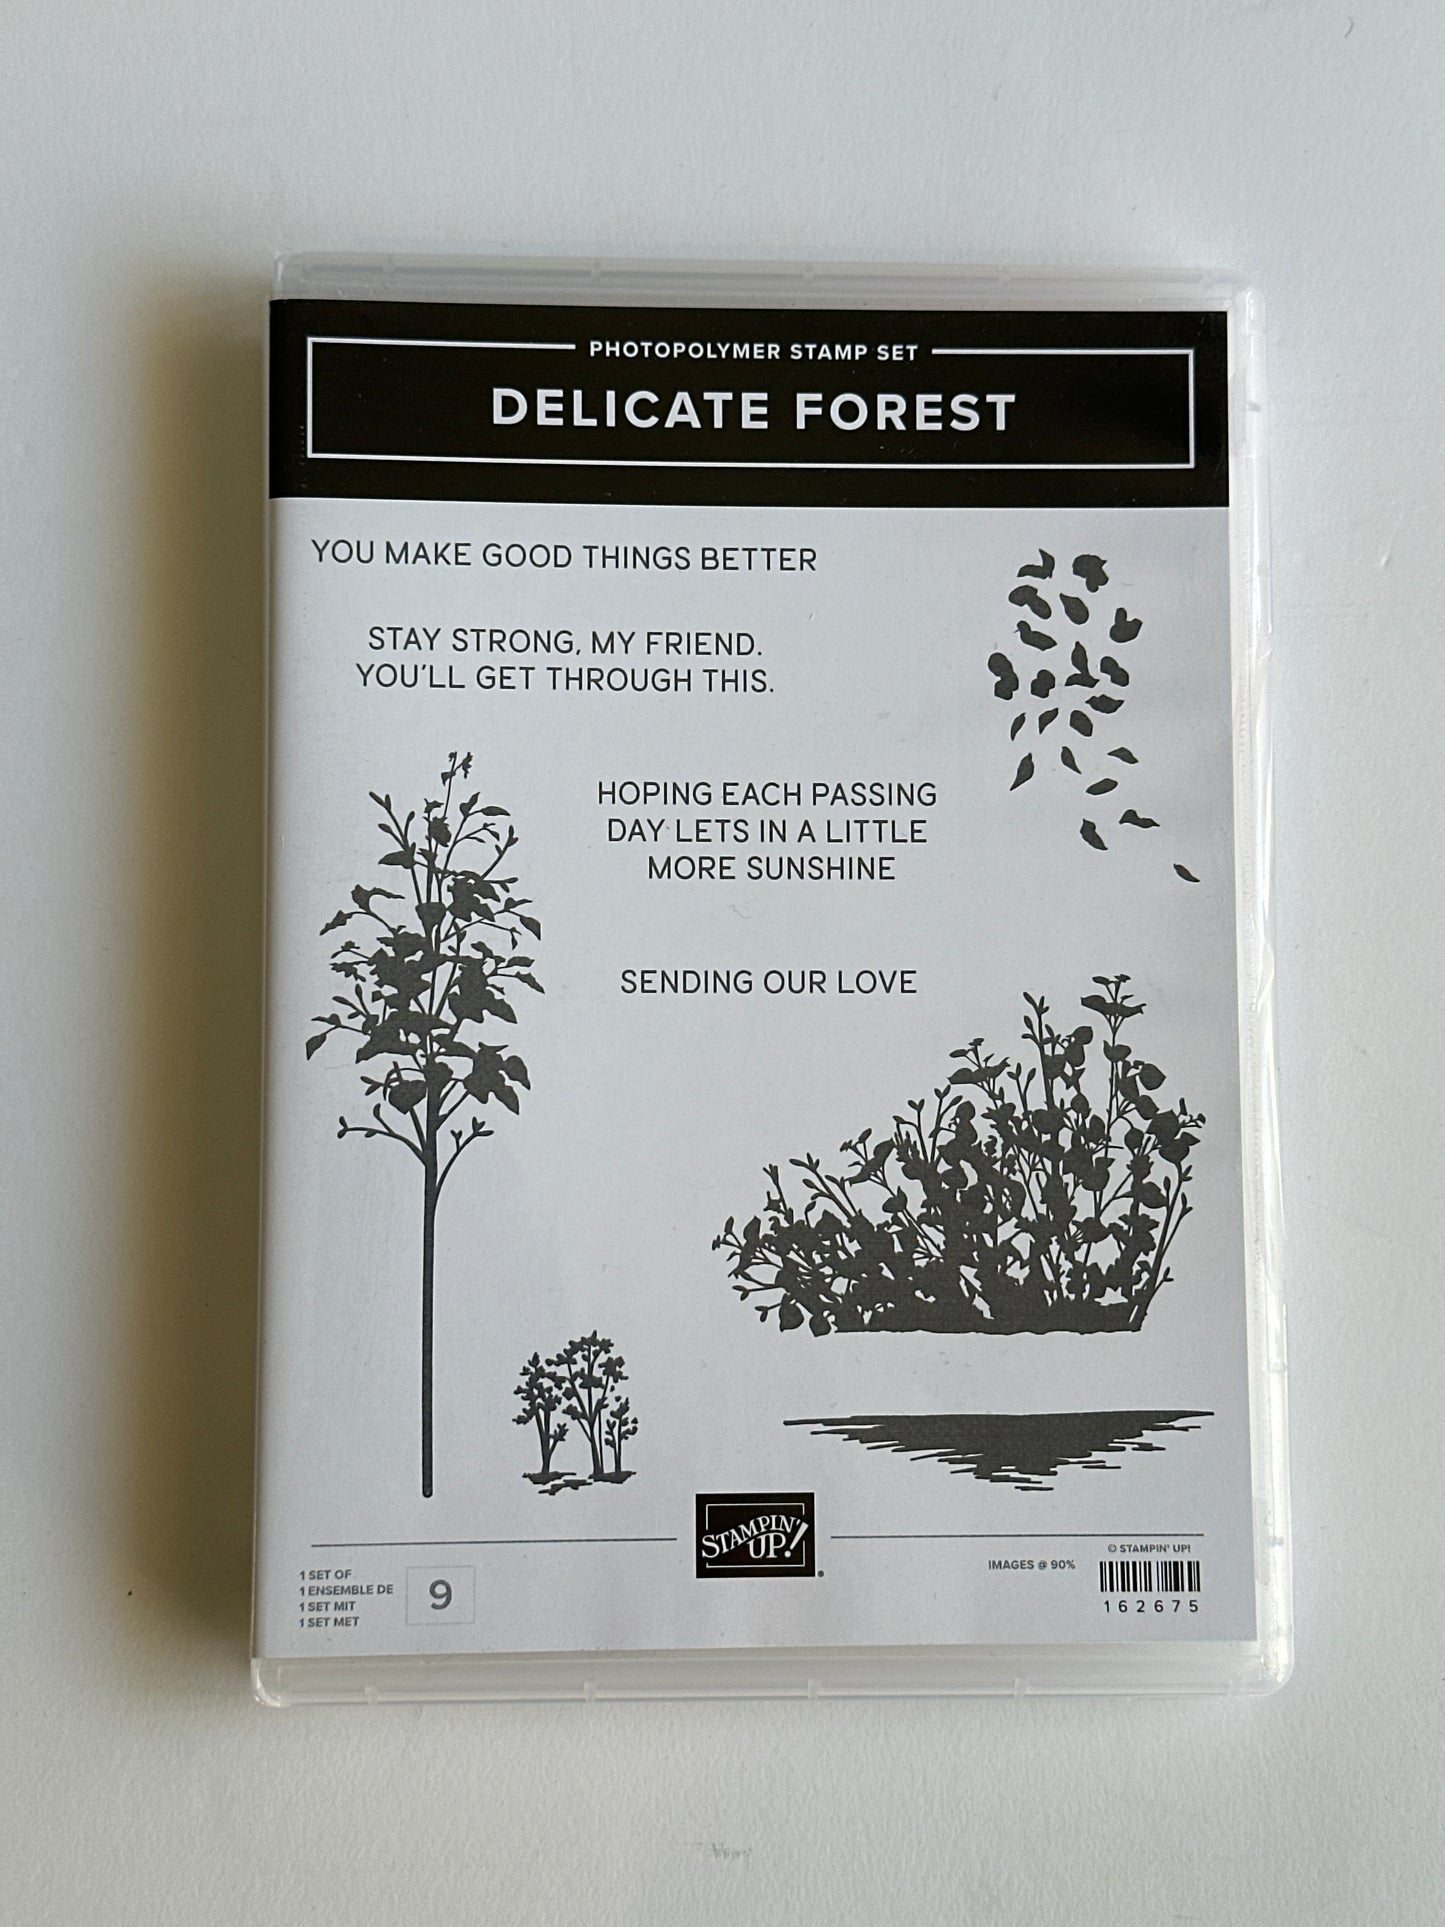 PHOTOPOLYMER STAMP SET
DELICATE FOREST
YOU MAKE GOOD THINGS BETTER
STAY STRONG, MY FRIEND.
YOU'LL GET THROUGH THIS.
HOPING EACH PASSING
DAY LETS IN A LITTLE
MORE SUNSHINE
SENDING OUR LOVE
STAMPIN' UP!®
1 SET OF
1 ENSEMBLE DE
1 SET MIT
1 SET MET
9
IMAGES @ 90%
© STAMPIN' UP!
162675